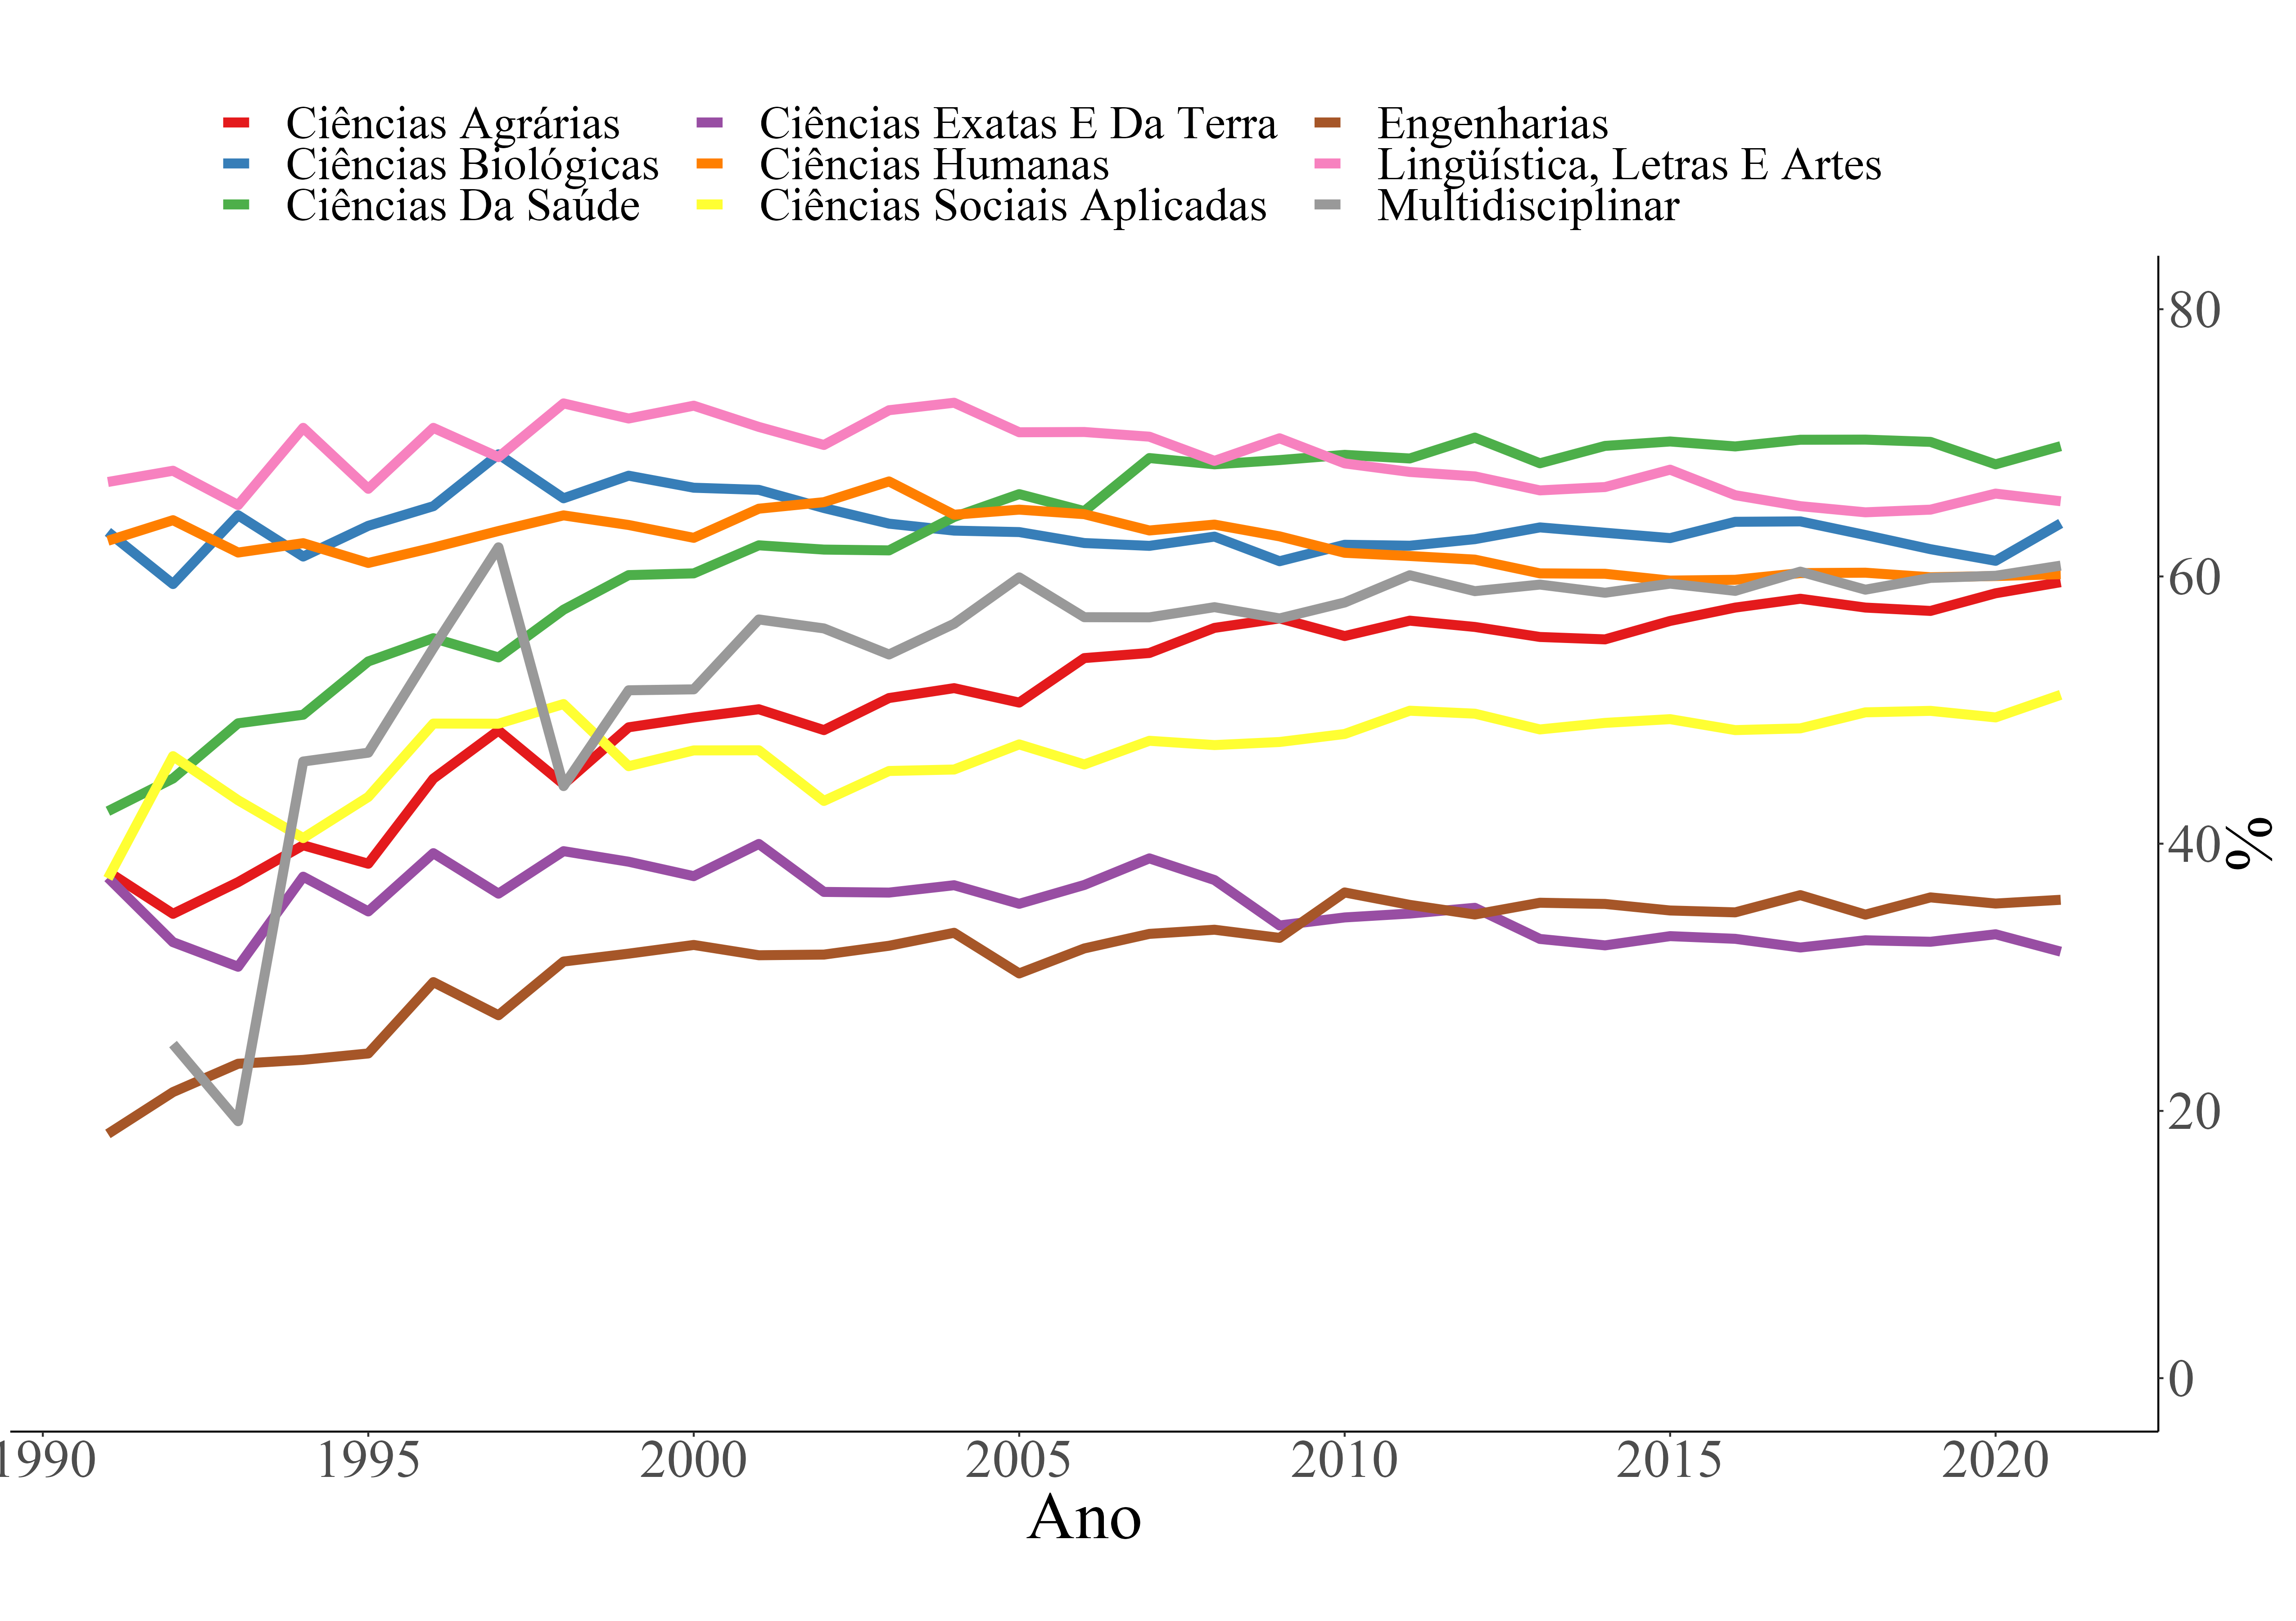 Ciências Agrárias
Ciências Biológicas
Ciências Da Saúde
Ciências Exatas E Da Terra
Ciências Humanas
Ciências Sociais Aplicadas
Engenharias
Lingüística, Letras E Artes
Multidisciplinar
80
60
40
20
0
%
1990 1995 2000 2005 2010 2015 2020
Ano